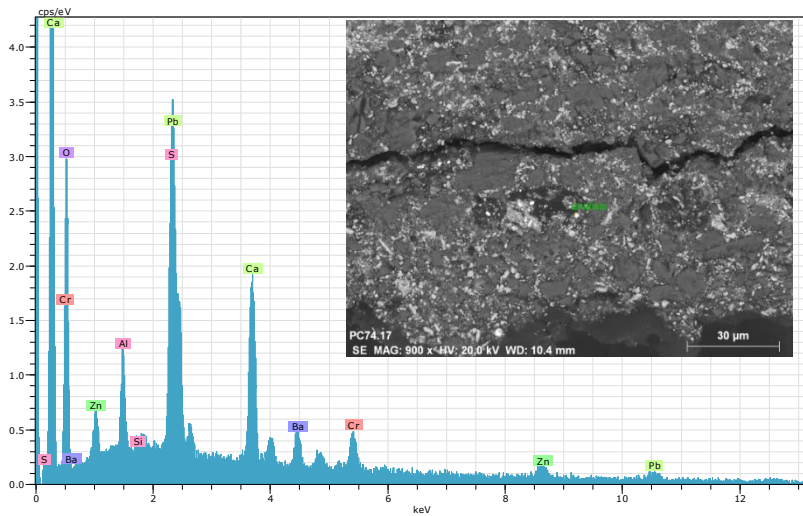 cps/eV
Ca
4.0
3.5
Pb
O
S
3.0
2.5
2.0
Ca
Cr
1.5
Al
1.0
Zn
Cr
0.5
Ba
Si
S
Ba
Zn
Pb
0.0
0 2 4 6 8 10 12
keV
PC74.17
30 µm
SE MAG: 900 x HV: 20.0 kV WD: 10.4 mm